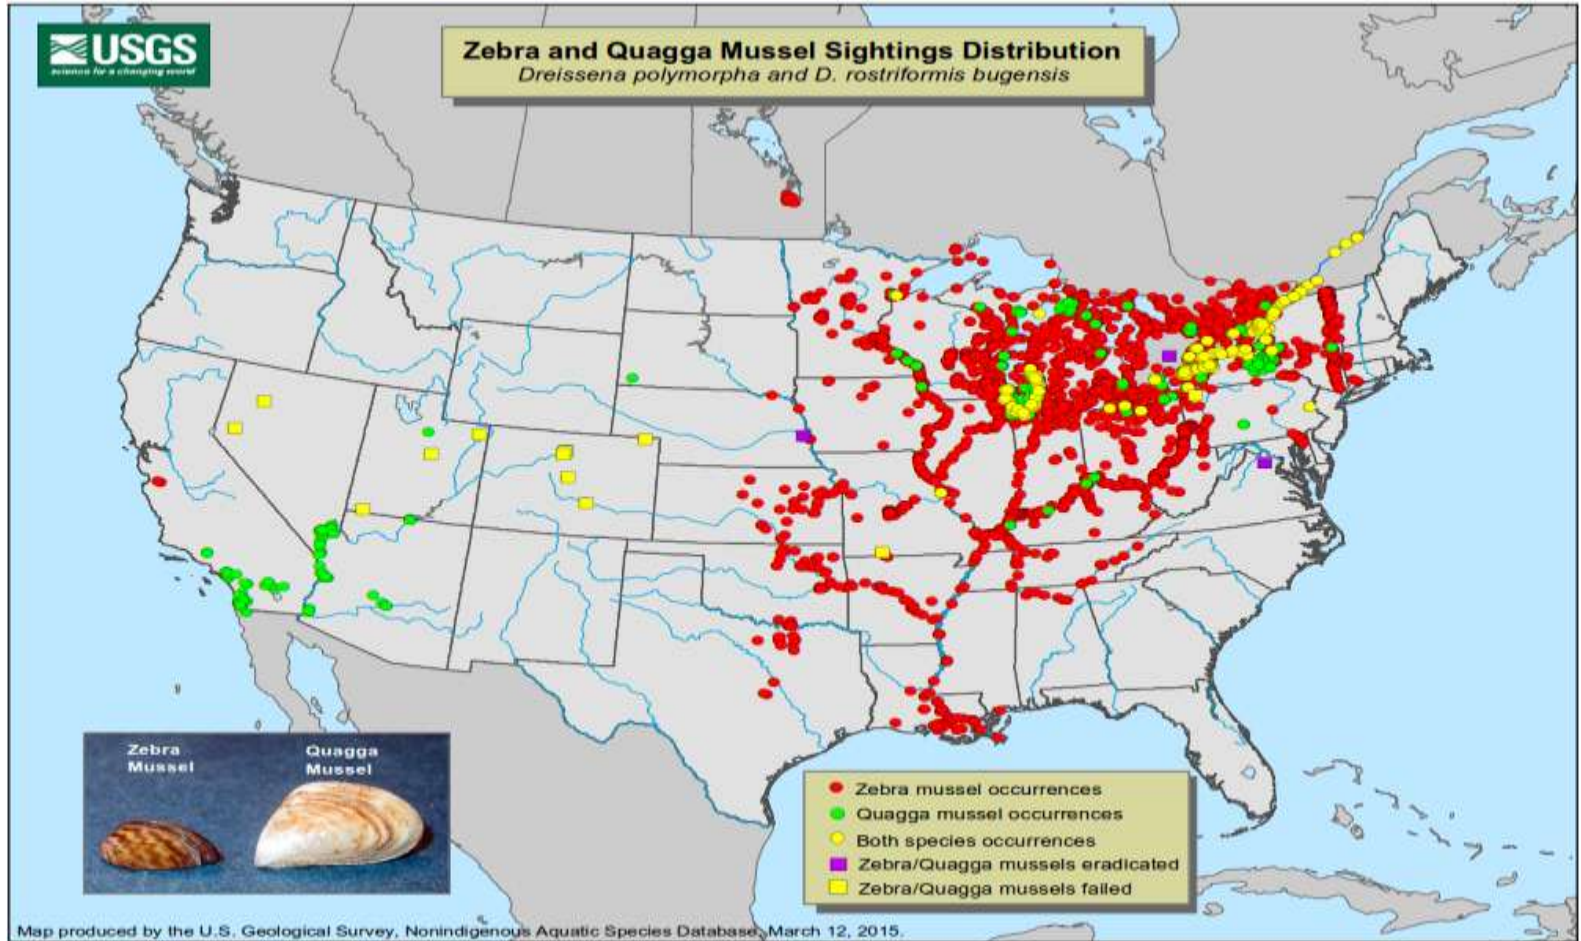 USGS
science for a changing world
Zebra and Quagga Mussel Sightings Distribution
Dreissena polymorpha and D. rostriformis bugensis
Zebra
Mussel
Quagga
Mussel
Zebra mussel occurrences
Quagga mussel occurrences
Both species occurrences
Zebra/Quagga mussels eradicated
Zebra/Quagga mussels failed
Map produced by the U.S. Geological Survey, Nonindigenous Aquatic Species Database, March 12, 2015.